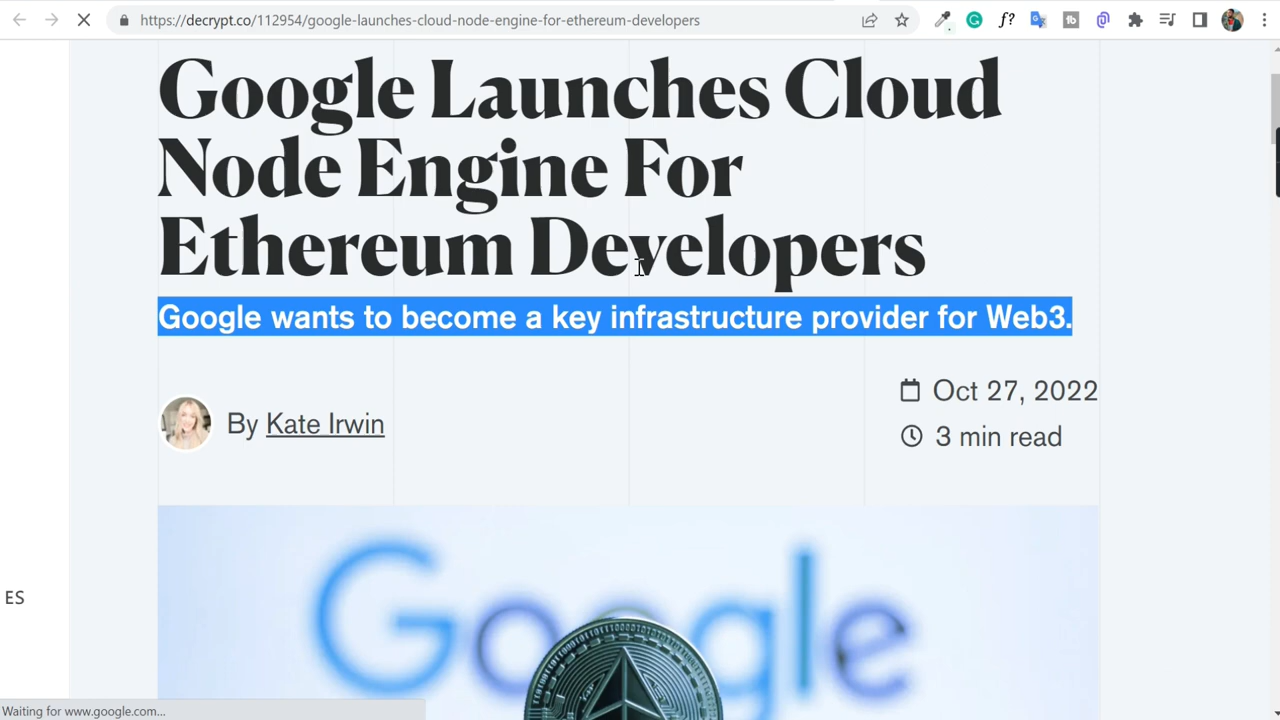 https://decrypt.co/112954/google-launches-cloud-node-engine-for-ethereum-developers
f?
Google Launches Cloud
Node Engine For
Ethereum Developers
Google wants to become a key infrastructure provider for Web3.
Oct 27, 2022
By Kate Irwin
3 min read
ES
Google
Waiting for www.google.com...